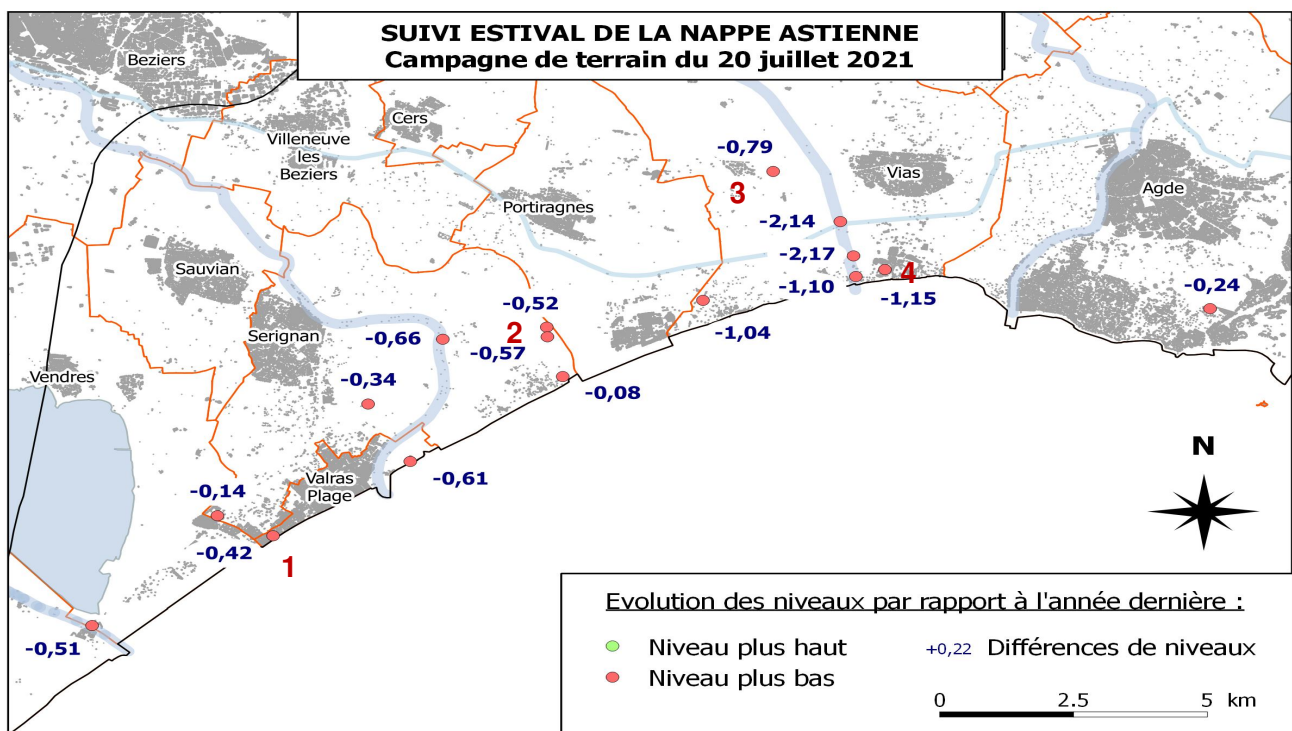 SUIVI ESTIVAL DE LA NAPPE ASTIENNE
Campagne de terrain du 20 juillet 2021
Beziers
Cers
Villeneuve
les
Beziers
-0,79
Vias
Agde
3
Portiragnes
-2,14
Sauvian
-2,17
4
-1,10
-1,15
-0,24
-0,52
2
-1,04
Serignan
-0,66
-0,57
Vendres
-0,34
-0,08
N
Valras
Plage
-0,61
-0,14
-0,42
1
-0,51
Evolution des niveaux par rapport à l'année dernière :
Niveau plus haut
+0,22 Différences de niveaux
Niveau plus bas
0 2.5 5 km